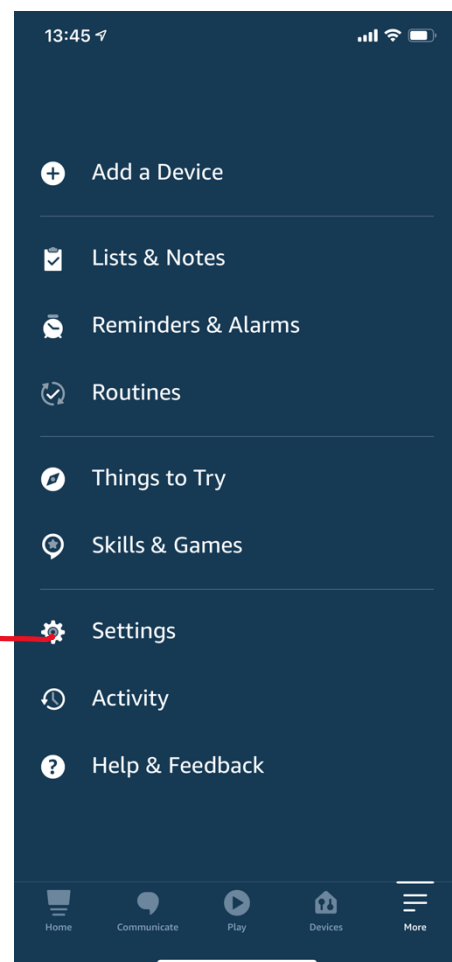 13:45
Add a Device
Lists & Notes
Reminders & Alarms
Routines
Things to Try
Skills & Games
Settings
Activity
Help & Feedback
Home Communicate Play Devices More